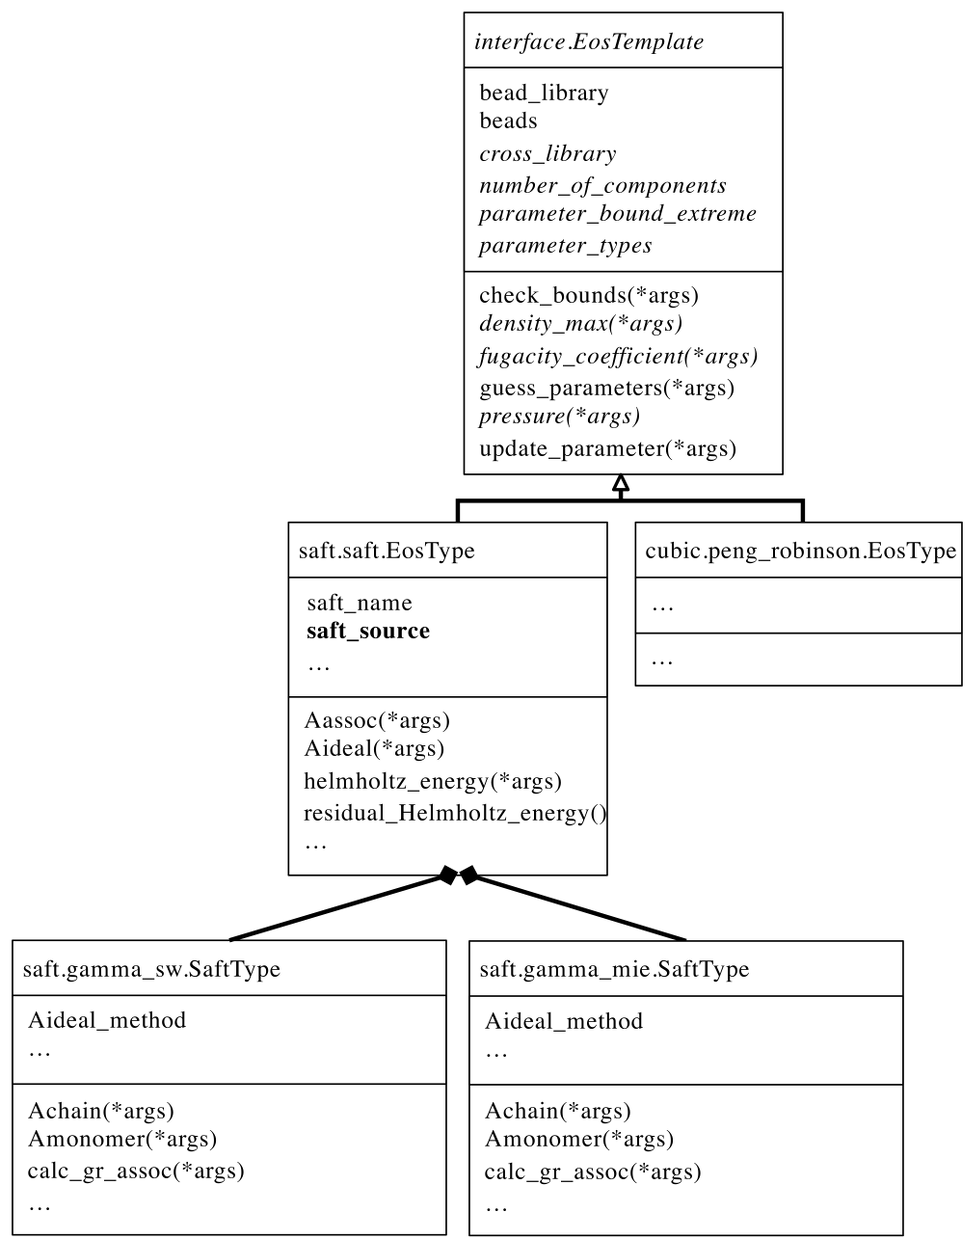 interface.EosTemplate
bead_library
beads
cross_library
number_of_components
parameter_bound_extreme
parameter_types
check_bounds(*args)
density_max(*args)
fugacity_coefficient(*args)
guess_parameters(*args)
pressure(*args)
update_parameter(*args)
saft.saft.EosType
saft_name
saft_source
...
Aassoc(*args)
Aideal(*args)
helmholtz_energy(*args)
residual_Helmholtz_energy()
...
cubic.peng_robinson.EosType
...
...
saft.gamma_sw.SaftType
Aideal_method
...
Achain(*args)
Amonomer(*args)
calc_gr_assoc(*args)
...
saft.gamma_mie.SaftType
Aideal_method
...
Achain(*args)
Amonomer(*args)
calc_gr_assoc(*args)
...